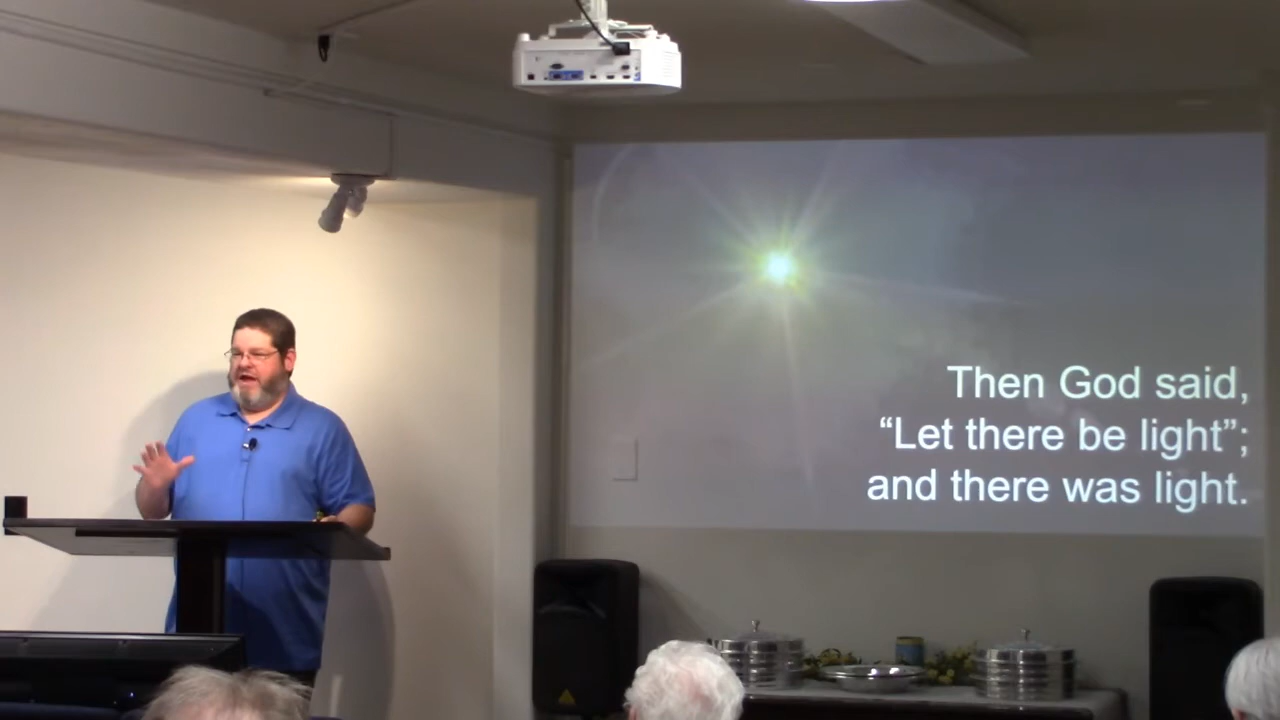 Then God said,
“Let there be light”;
and there was light.